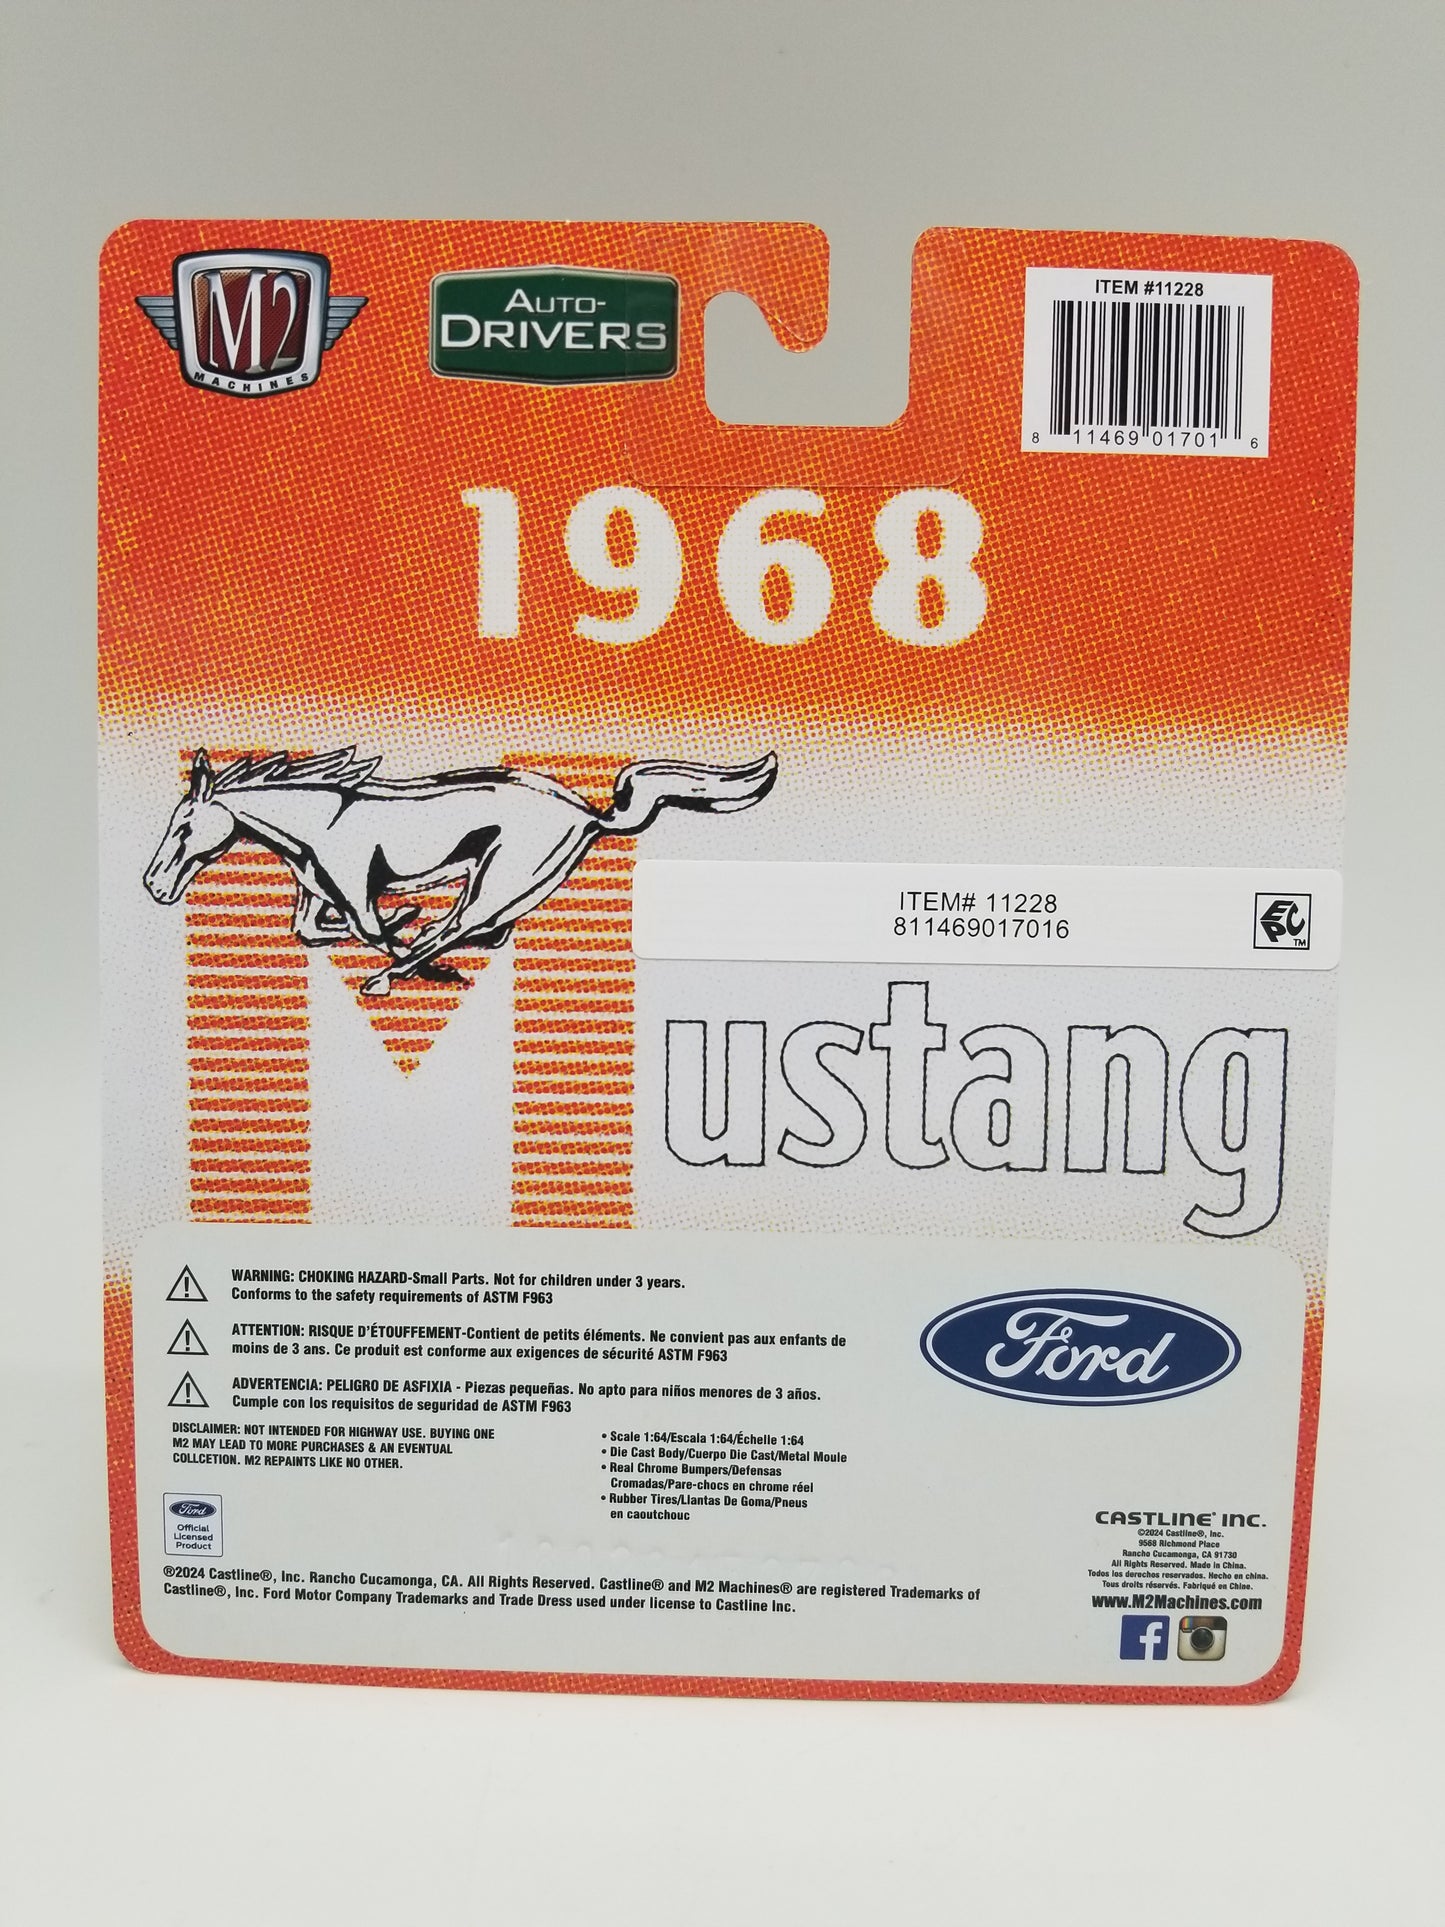 M2
MACHINES
AUTO-
DRIVERS
ITEM #11228
8 11469 01701 6
1968
ITEM# 11228
811469017016
EPC
TM
Mustang
WARNING: CHOKING HAZARD-Small Parts. Not for children under 3 years.
Conforms to the safety requirements of ASTM F963
ATTENTION: RISQUE D'ÉTOUFFEMENT-Contient de petits éléments. Ne convient pas aux enfants de
moins de 3 ans. Ce produit est conforme aux exigences de sécurité ASTM F963
ADVERTENCIA: PELIGRO DE ASFIXIA - Piezas pequeñas. No apto para niños menores de 3 años.
Cumple con los requisitos de seguridad de ASTM F963
Ford
DISCLAIMER: NOT INTENDED FOR HIGHWAY USE. BUYING ONE
M2 MAY LEAD TO MORE PURCHASES & AN EVENTUAL
COLLCETION. M2 REPAINTS LIKE NO OTHER.
• Scale 1:64/Escala 1:64/Échelle 1:64
• Die Cast Body/Cuerpo Die Cast/Metal Moule
• Real Chrome Bumpers/Defensas
Cromadas/Pare-chocs en chrome réel
• Rubber Tires/Llantas De Goma/Pneus
en caoutchouc
Ford
Official
Licensed
Product
®2024 Castline®, Inc. Rancho Cucamonga, CA. All Rights Reserved. Castline® and M2 Machines® are registered Trademarks of
Castline®, Inc. Ford Motor Company Trademarks and Trade Dress used under license to Castline Inc.
CASTLINE® INC.
©2024 Castline®, Inc.
9568 Richmond Place
Rancho Cucamonga, CA 91730
All Rights Reserved. Made in China.
Todos los derechos reservados. Hecho en china.
Tous droits réservés. Fabriqué en Chine.
www.M2Machines.com
f